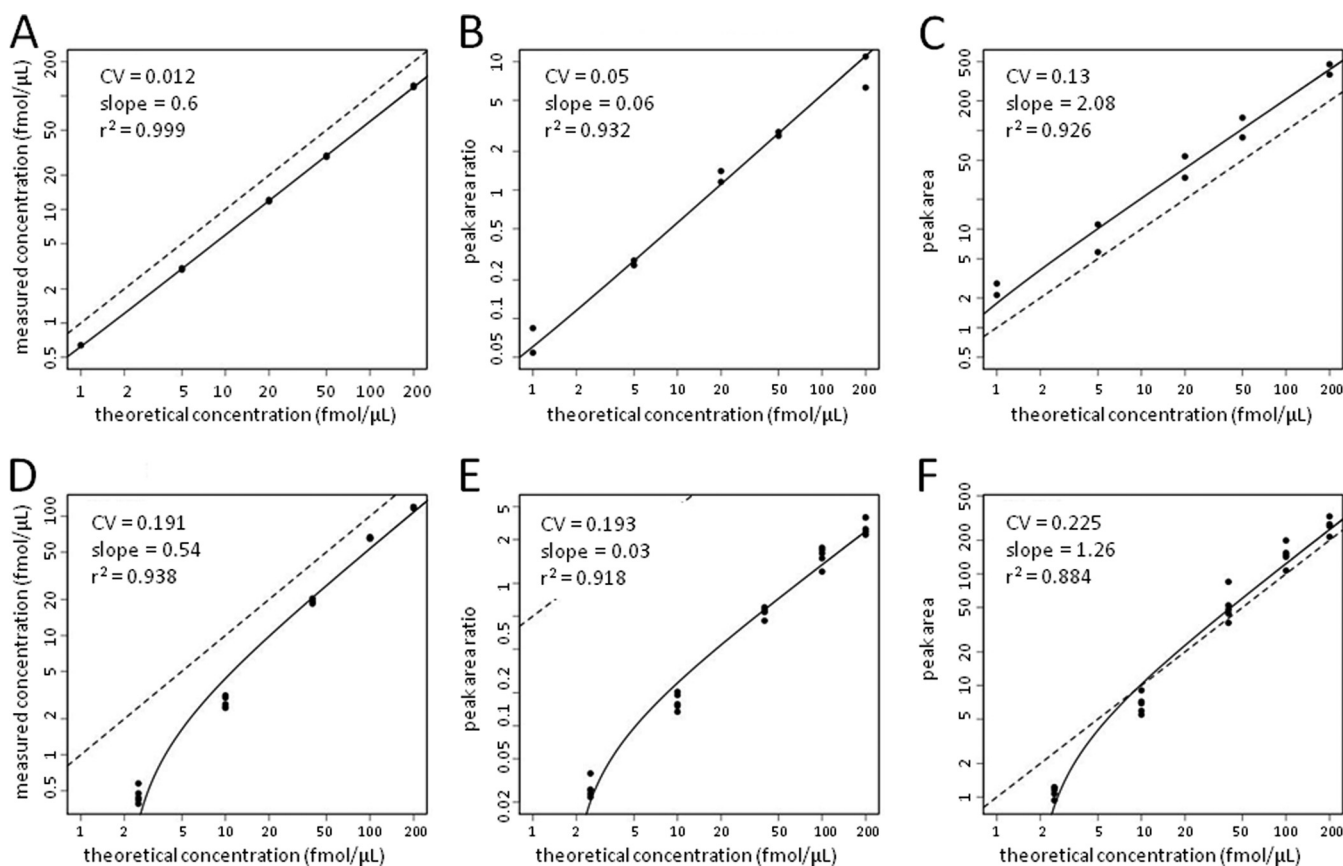 A
CV = 0.012
slope = 0.6
r² = 0.999
measured concentration (fmol/µL)
200
100
50
20
10
5
2
1
0.5
1 2 5 10 20 50 100 200
theoretical concentration (fmol/µL)
B
CV = 0.05
slope = 0.06
r² = 0.932
peak area ratio
10
5
2
1
0.5
0.2
0.1
0.05
1 2 5 10 20 50 100 200
theoretical concentration (fmol/µL)
C
CV = 0.13
slope = 2.08
r² = 0.926
peak area
500
200
50
10
5
2
1
0.5
1 2 5 10 20 50 100 200
theoretical concentration (fmol/µL)
D
CV = 0.191
slope = 0.54
r² = 0.938
measured concentration (fmol/µL)
100
50
20
10
5
2
1
0.5
1 2 5 10 20 50 100 200
theoretical concentration (fmol/µL)
E
CV = 0.193
slope = 0.03
r² = 0.918
peak area ratio
5
2
1
0.5
0.2
0.1
0.05
0.02
1 2 5 10 20 50 100 200
theoretical concentration (fmol/µL)
F
CV = 0.225
slope = 1.26
r² = 0.884
peak area
500
200
100
50
20
10
5
2
1
1 2 5 10 20 50 100 200
theoretical concentration (fmol/µL)